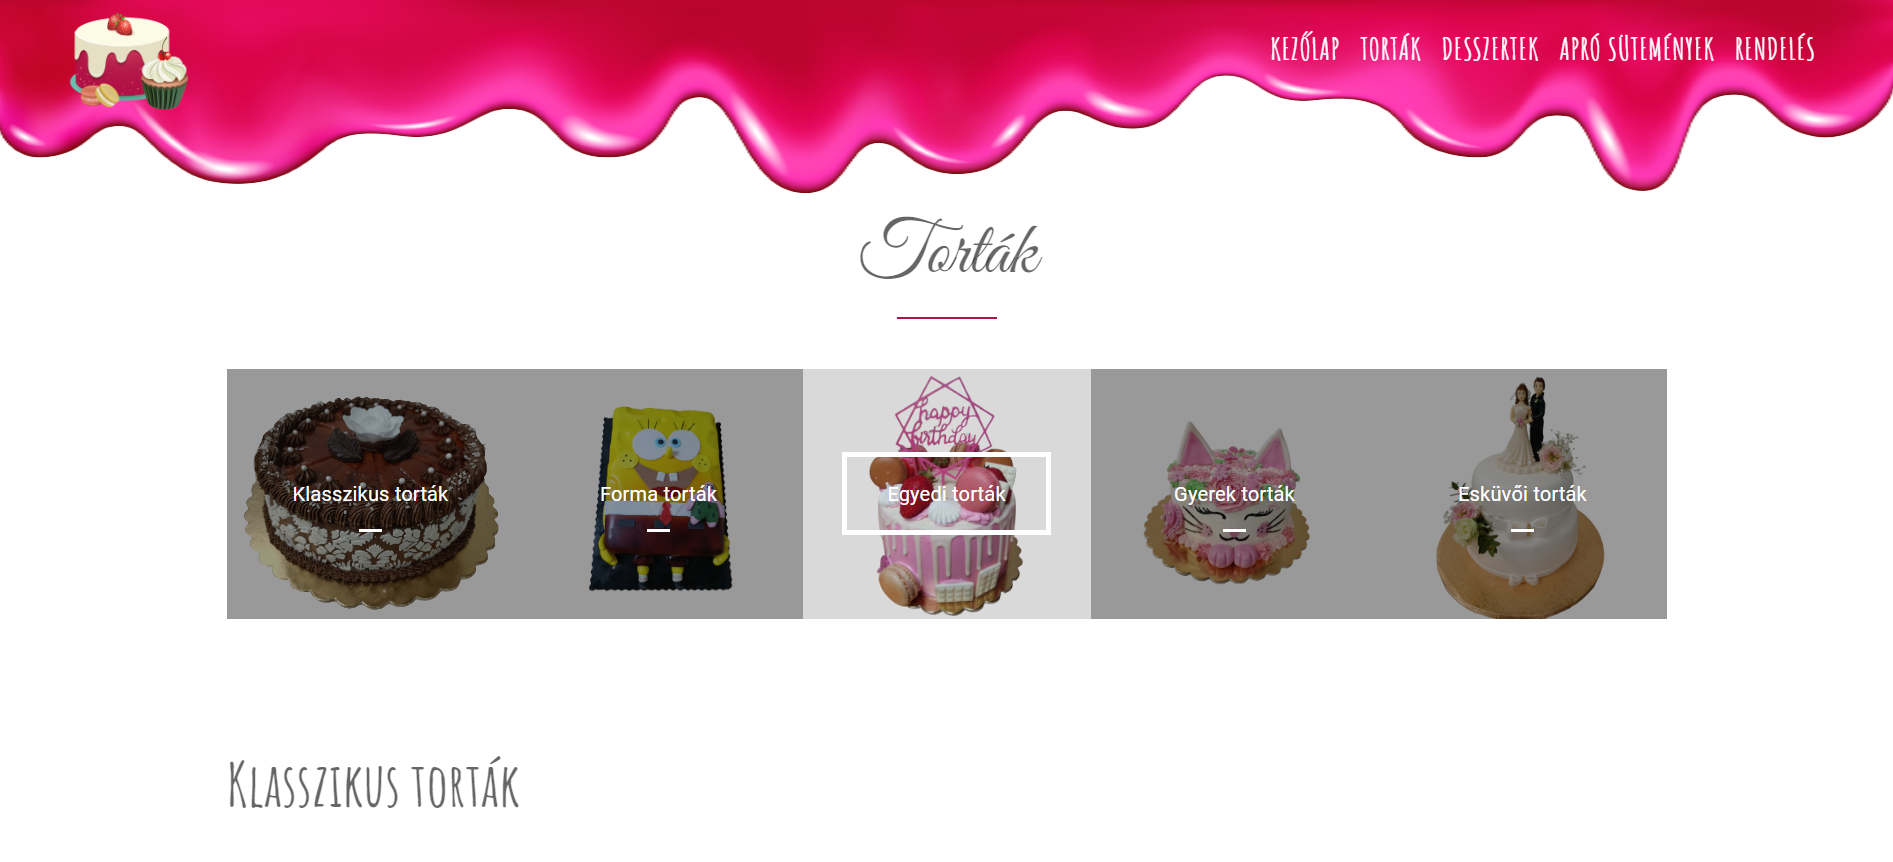 KEZŐLAP TORTÁK DESSZERTEK APRÓ SÜTEMÉNYEK RENDELÉS
Torták
happy
birthday
Klasszikus torták
Forma torták
Egyedi torták
Gyerek torták
Esküvői torták
Klasszikus torták